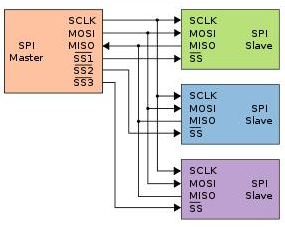 SPI
Master
SCLK
MOSI
MISO
SS1
SS2
SS3
SCLK
MOSI
MISO
SS
SPI
Slave
SCLK
MOSI
MISO
SS
SPI
Slave
SCLK
MOSI
MISO
SS
SPI
Slave